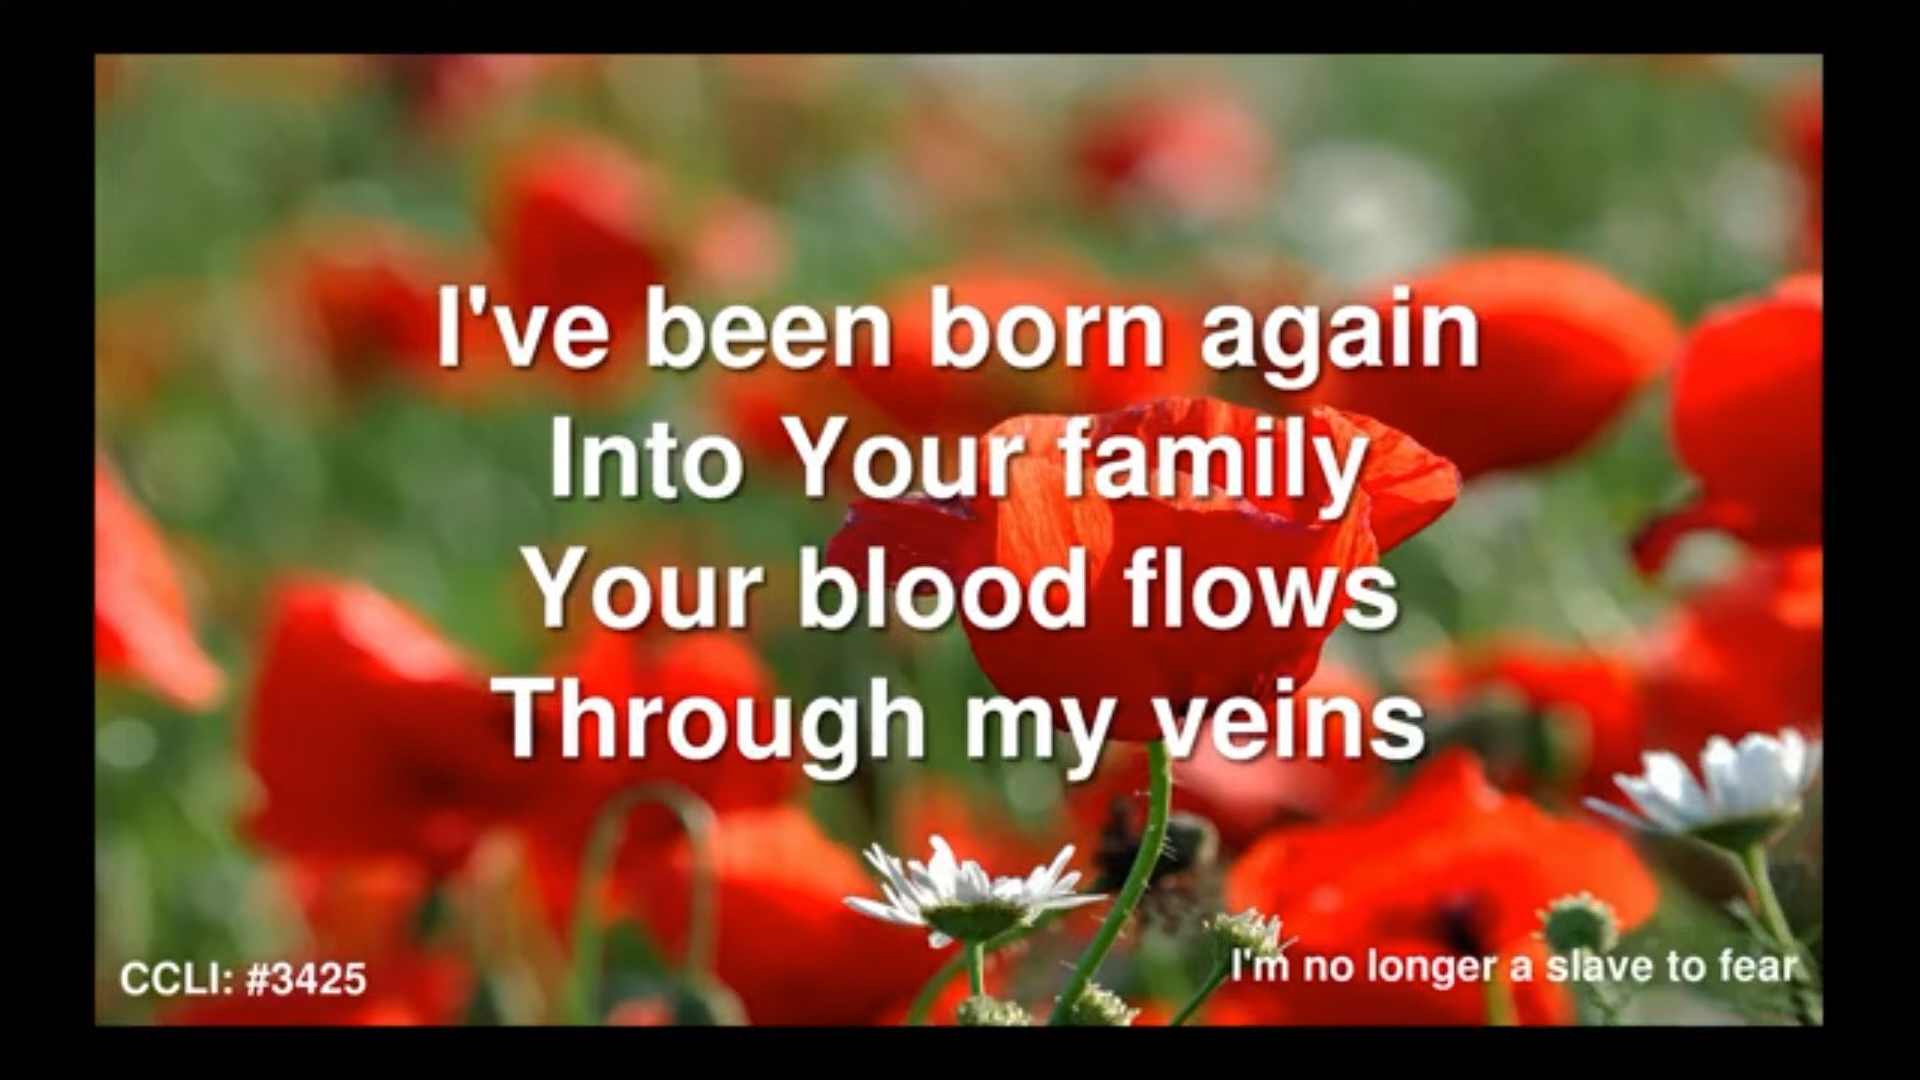 I've been born again
Into Your family
Your blood flows
Through my veins
CCLI: #3425
I'm no longer a slave to fear